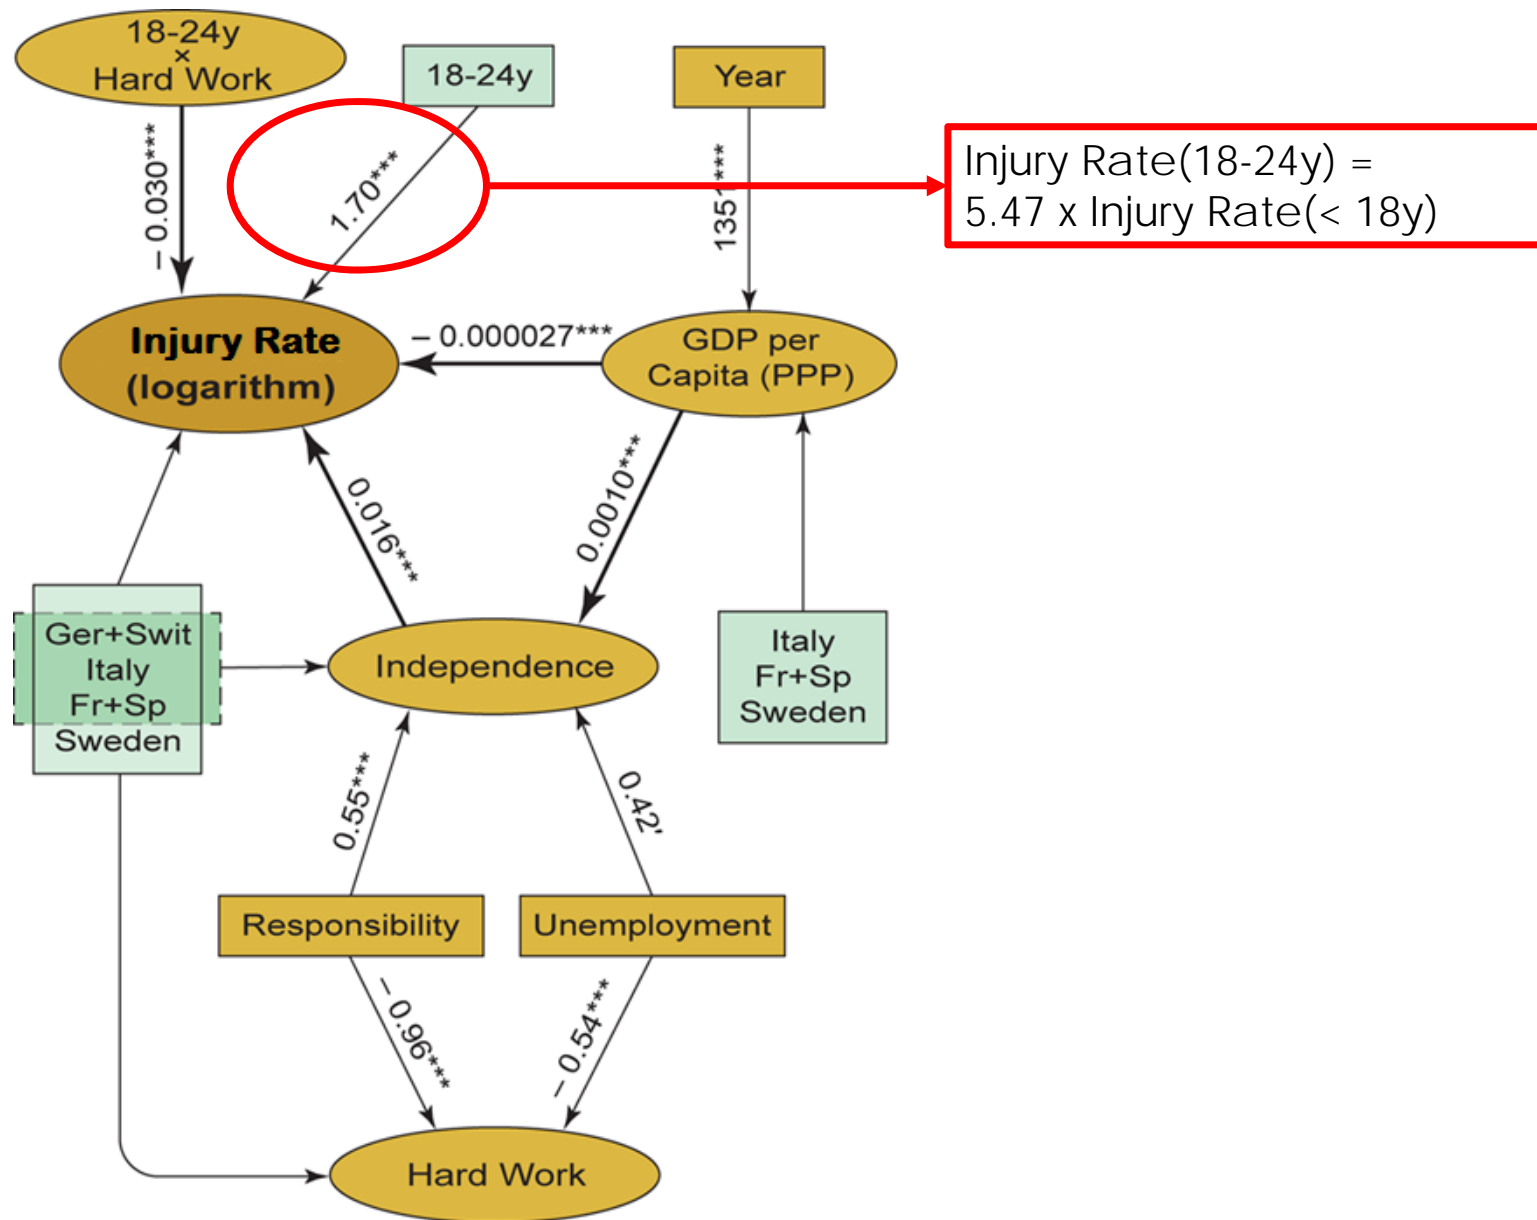 18-24y
×
Hard Work
18-24y
Year
– 0.030***
1.70***
1351***
Injury Rate(18-24y) =
5.47 x Injury Rate(< 18y)
Injury Rate
(logarithm)
– 0.000027***
GDP per
Capita (PPP)
0.016***
0.0010***
Ger+Swit
Italy
Fr+Sp
Sweden
Independence
Italy
Fr+Sp
Sweden
0.55***
0.42'
Responsibility
Unemployment
– 0.96***
– 0.54***
Hard Work